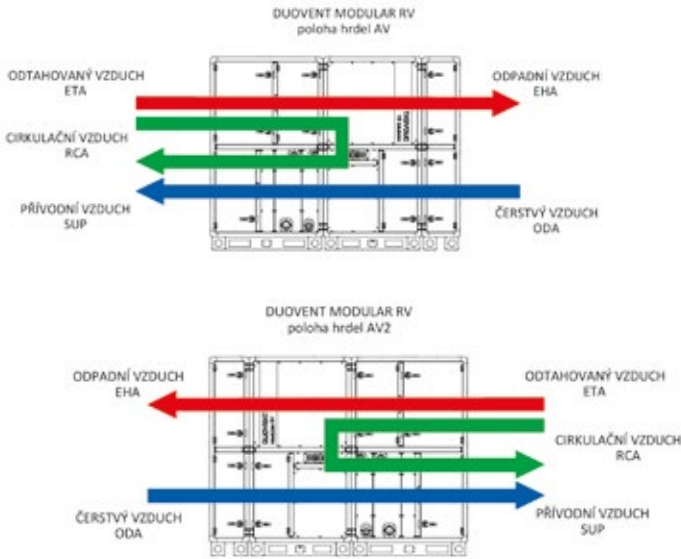 DUOVENT MODULAR RV
poloha hrdel AV
ODTAHOVANÝ VZDUCH
ETA
ODPADNÍ VZDUCH
EHA
CIRKULAČNÍ VZDUCH
RCA
PŘÍVODNÍ VZDUCH
SUP
ČERSTVÝ VZDUCH
ODA
DUOVENT MODULAR RV
poloha hrdel AV2
ODPADNÍ VZDUCH
EHA
ODTAHOVANÝ VZDUCH
ETA
CIRKULAČNÍ VZDUCH
RCA
ČERSTVÝ VZDUCH
ODA
PŘÍVODNÍ VZDUCH
SUP